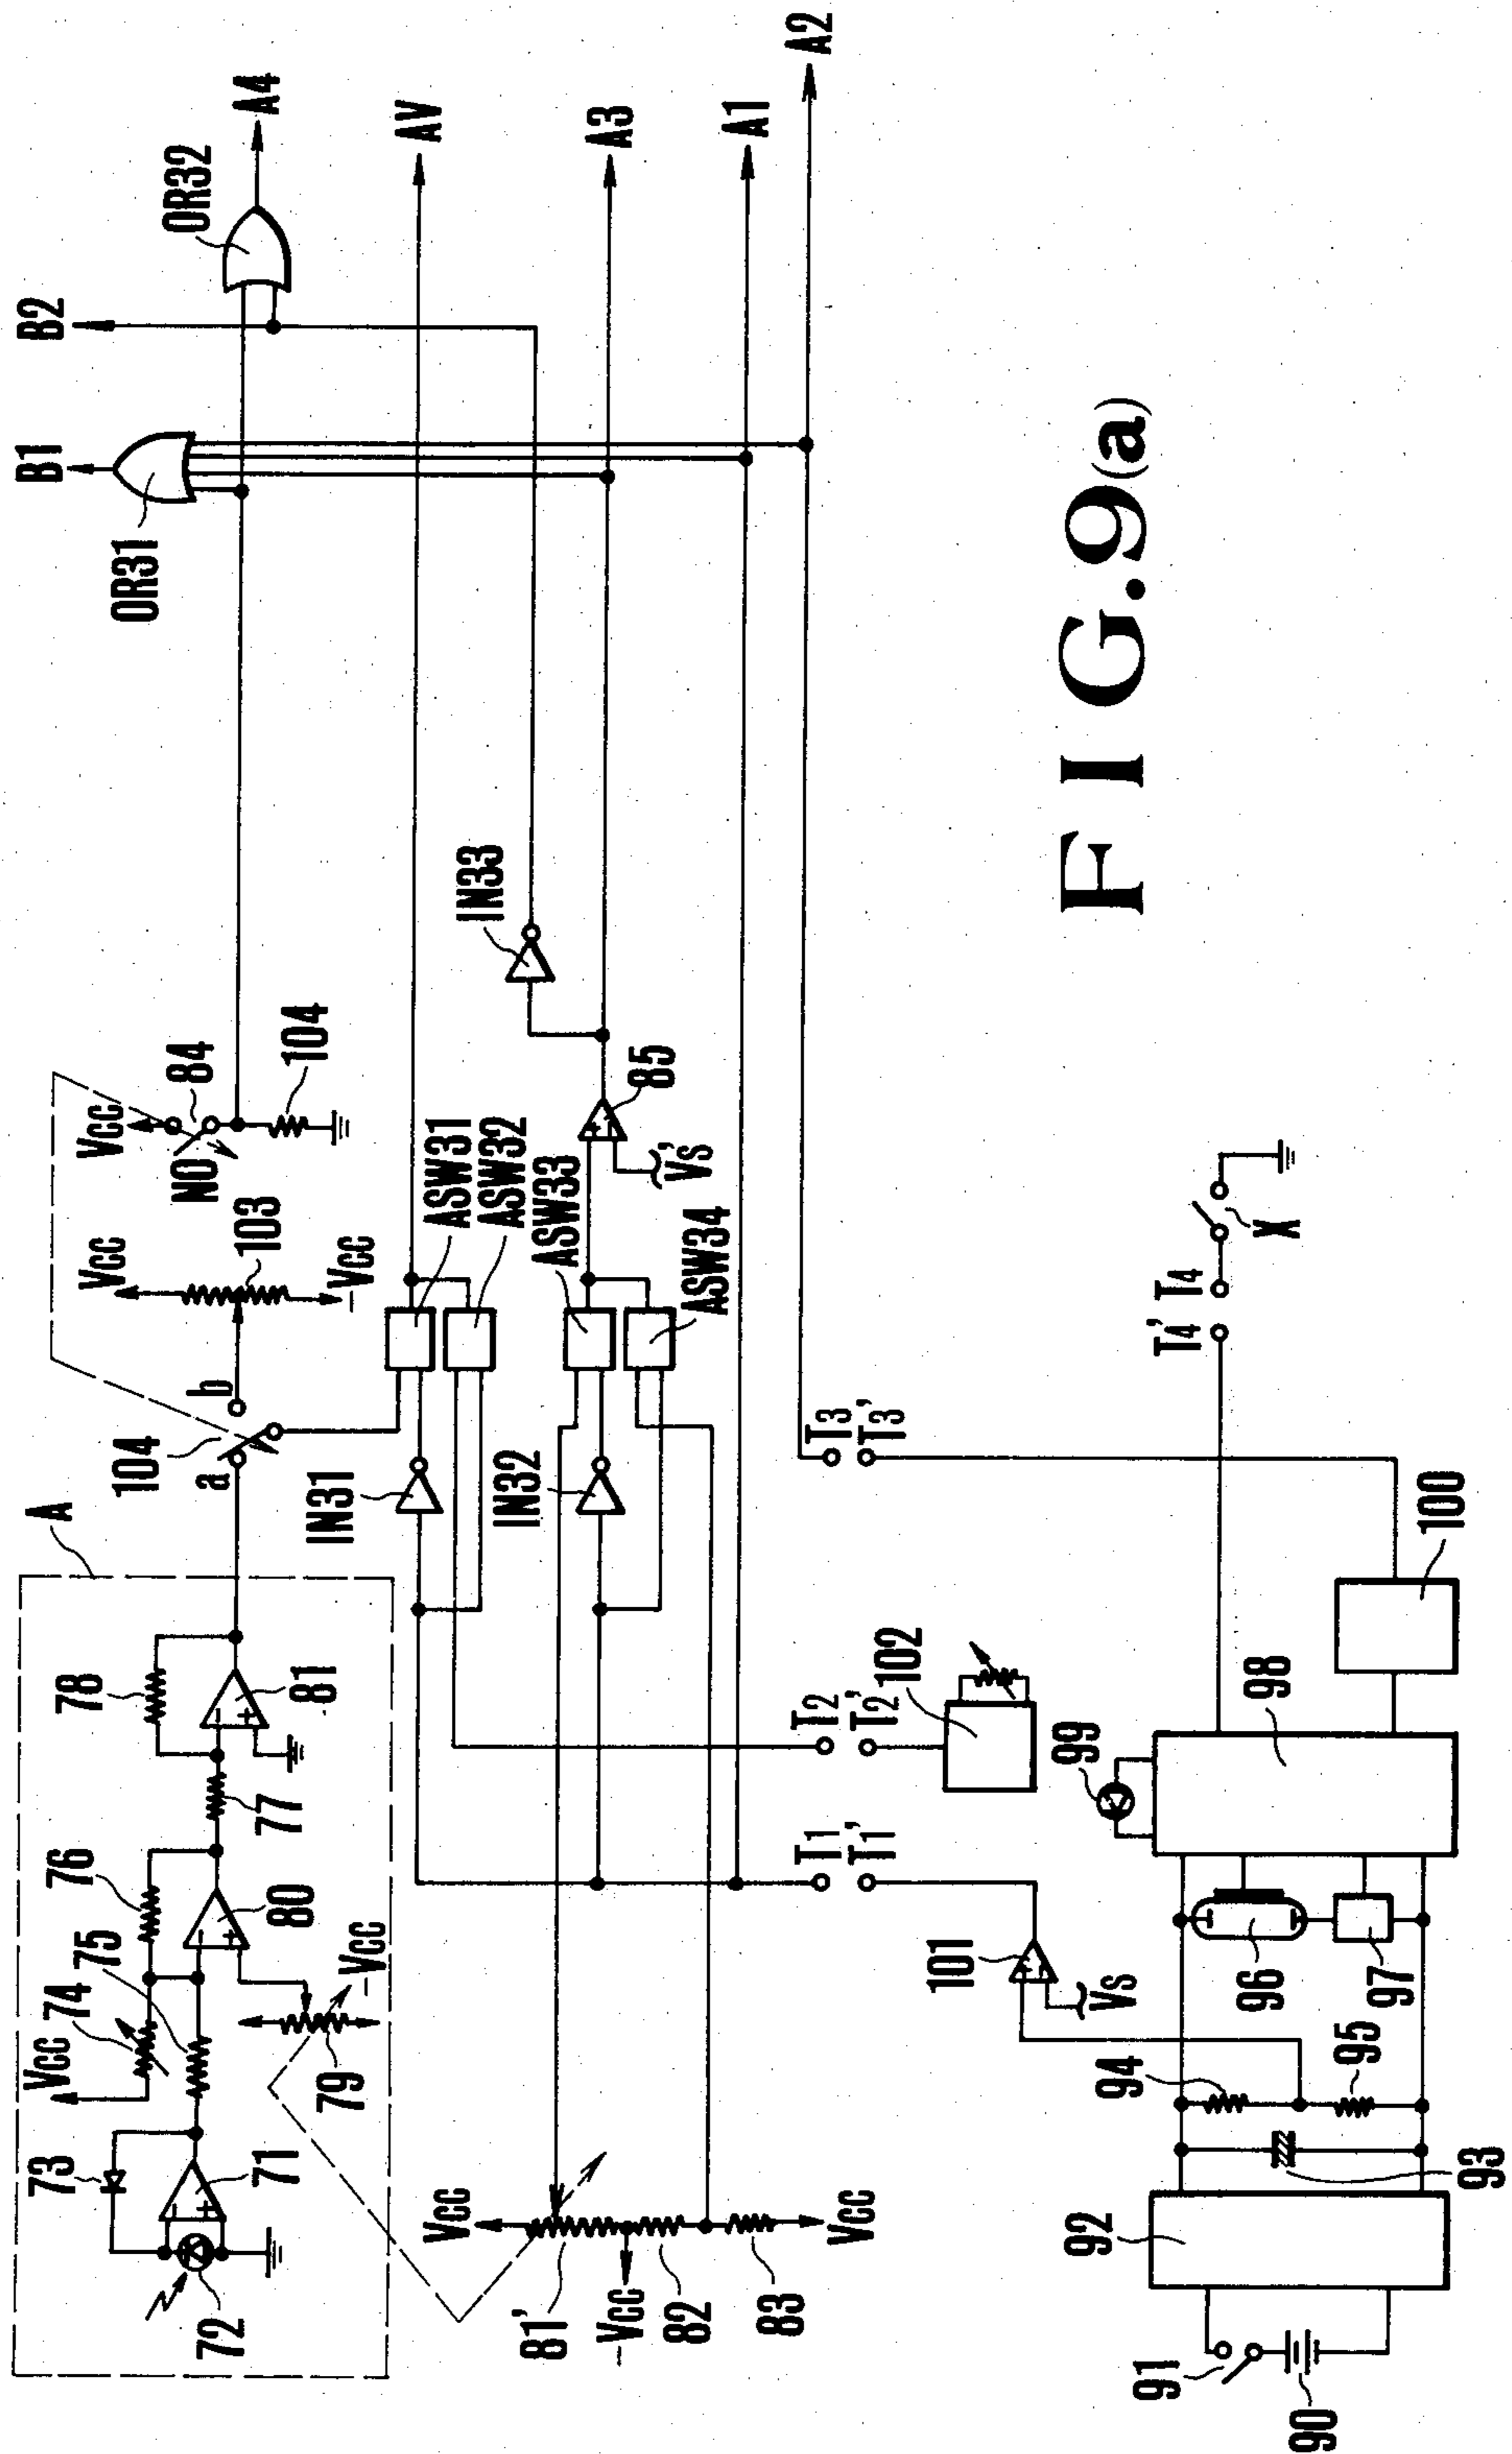 A
72
73
71
Vcc
74
75
76
80
79
-Vcc
77
78
81
104
a
b
Vcc
103
-Vcc
Vcc
84
NO
104
OR31
B1
B2
OR32
A4
AV
A3
A1
A2
IN31
IN32
ASW31
ASW32
ASW33
ASW34
85
Vs'
IN33
Vcc
81'
-Vcc
82
83
Vcc
T1
T1'
T2
T2'
T3
T3'
T4'
T4
X
102
101
Vs
90
91
92
93
94
95
96
97
98
99
100
FIG.9(a)